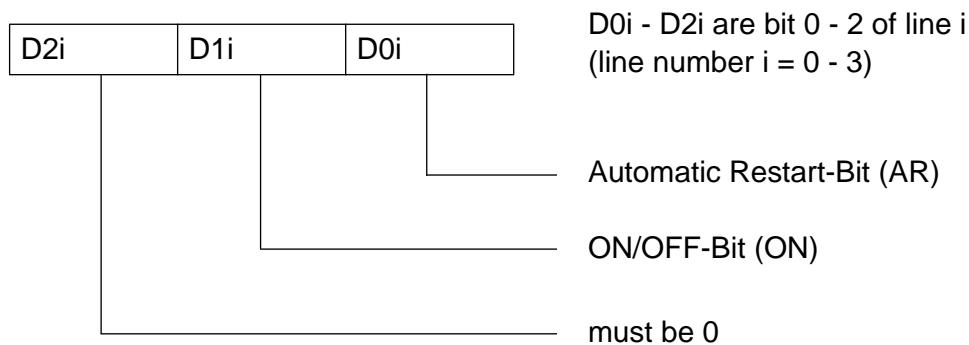 D2i D1i D0i
D0i - D2i are bit 0 - 2 of line i
(line number i = 0 - 3)
Automatic Restart-Bit (AR)
ON/OFF-Bit (ON)
must be 0